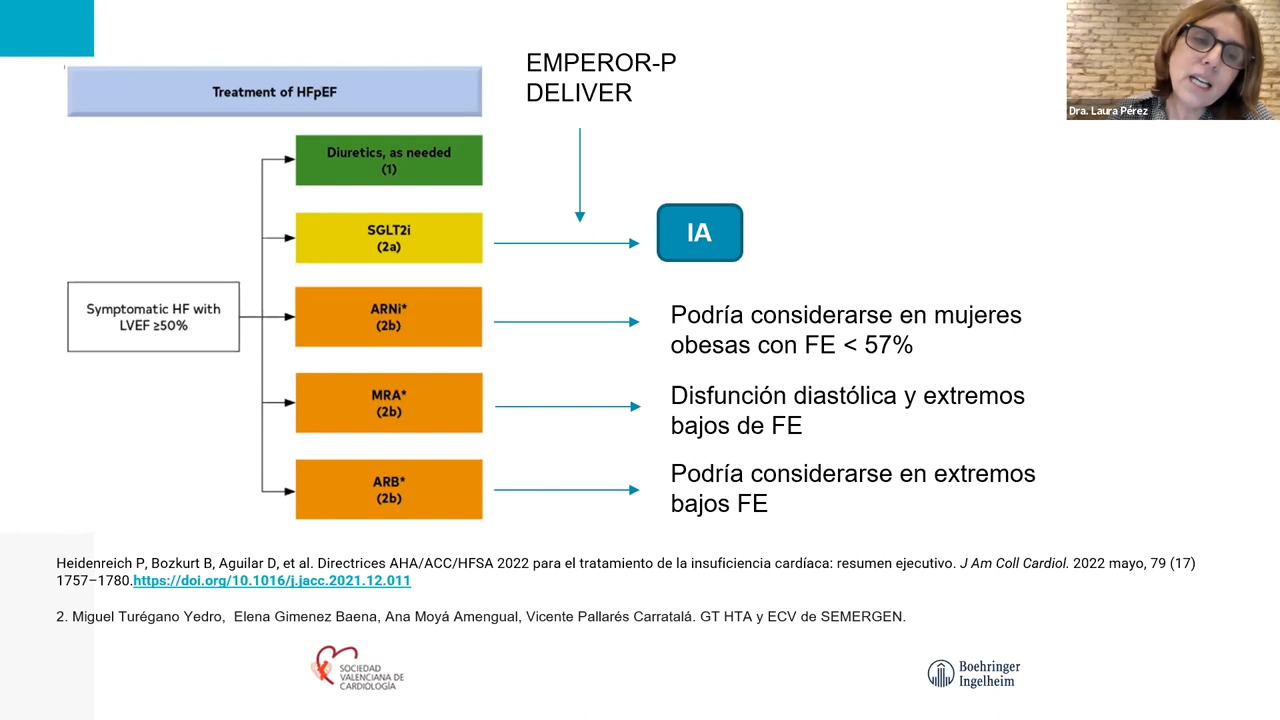 Treatment of HFpEF
EMPEROR-P
DELIVER
Dra. Laura Pérez
Diuretics, as needed
(1)
SGLT2i
(2a)
IA
Symptomatic HF with
LVEF ≥50%
ARNi*
(2b)
Podría considerarse en mujeres
obesas con FE < 57%
MRA*
(2b)
Disfunción diastólica y extremos
bajos de FE
ARB*
(2b)
Podría considerarse en extremos
bajos FE
Heidenreich P, Bozkurt B, Aguilar D, et al. Directrices AHA/ACC/HFSA 2022 para el tratamiento de la insuficiencia cardíaca: resumen ejecutivo. J Am Coll Cardiol. 2022 mayo, 79 (17)
1757–1780.https://doi.org/10.1016/j.jacc.2021.12.011
2. Miguel Turégano Yedro, Elena Gimenez Baena, Ana Moyá Amengual, Vicente Pallarés Carratalá. GT HTA y ECV de SEMERGEN.
SOCIEDAD
VALENCIANA DE
CARDIOLOGÍA
Boehringer
Ingelheim